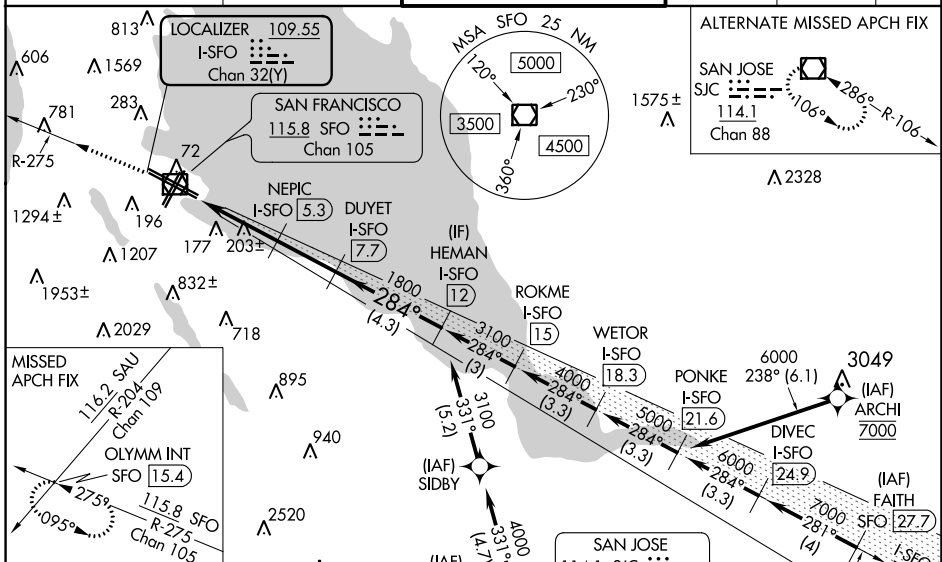 813
LOCALIZER 109.55
I-SFO
Chan 32(Y)
606
1569
283
781
SAN FRANCISCO
115.8 SFO
Chan 105
R-275
72
MSA SFO 25 NM
120°
5000
230°
3500
4500
360°
1575 ±
ALTERNATE MISSED APCH FIX
SAN JOSE
SJC
114.1
Chan 88
286°
R-106
106°
2328
1294 ±
196
177
203±
1207
1953±
832±
2029
718
895
940
2520
NEPIC
I-SFO 5.3
DUYET
I-SFO
7.7
(IF)
HEMAN
I-SFO
12
ROKME
I-SFO
15
WETOR
I-SFO
18.3
PONKE
I-SFO
21.6
DIVEC
I-SFO
24.9
(IAF)
FAITH
SFO 27.7
6000
238° (6.1)
3049
(IAF)
ARCHI
7000
1800
284°
(4.3)
3100
284°
(3)
4000
284°
(3.3)
5000
284°
(3.3)
6000
284°
(3.3)
7000
281°
(4)
I-SFO
3100
331°
(5.2)
(IAF)
SIDBY
4000
331°
(4.7)
(IAF)
SAN JOSE
MISSED
APCH FIX
116.2 SAU
R-204
Chan 109
OLYMM INT
SFO 15.4
275°
095°
115.8 SFO
R-275
Chan 105